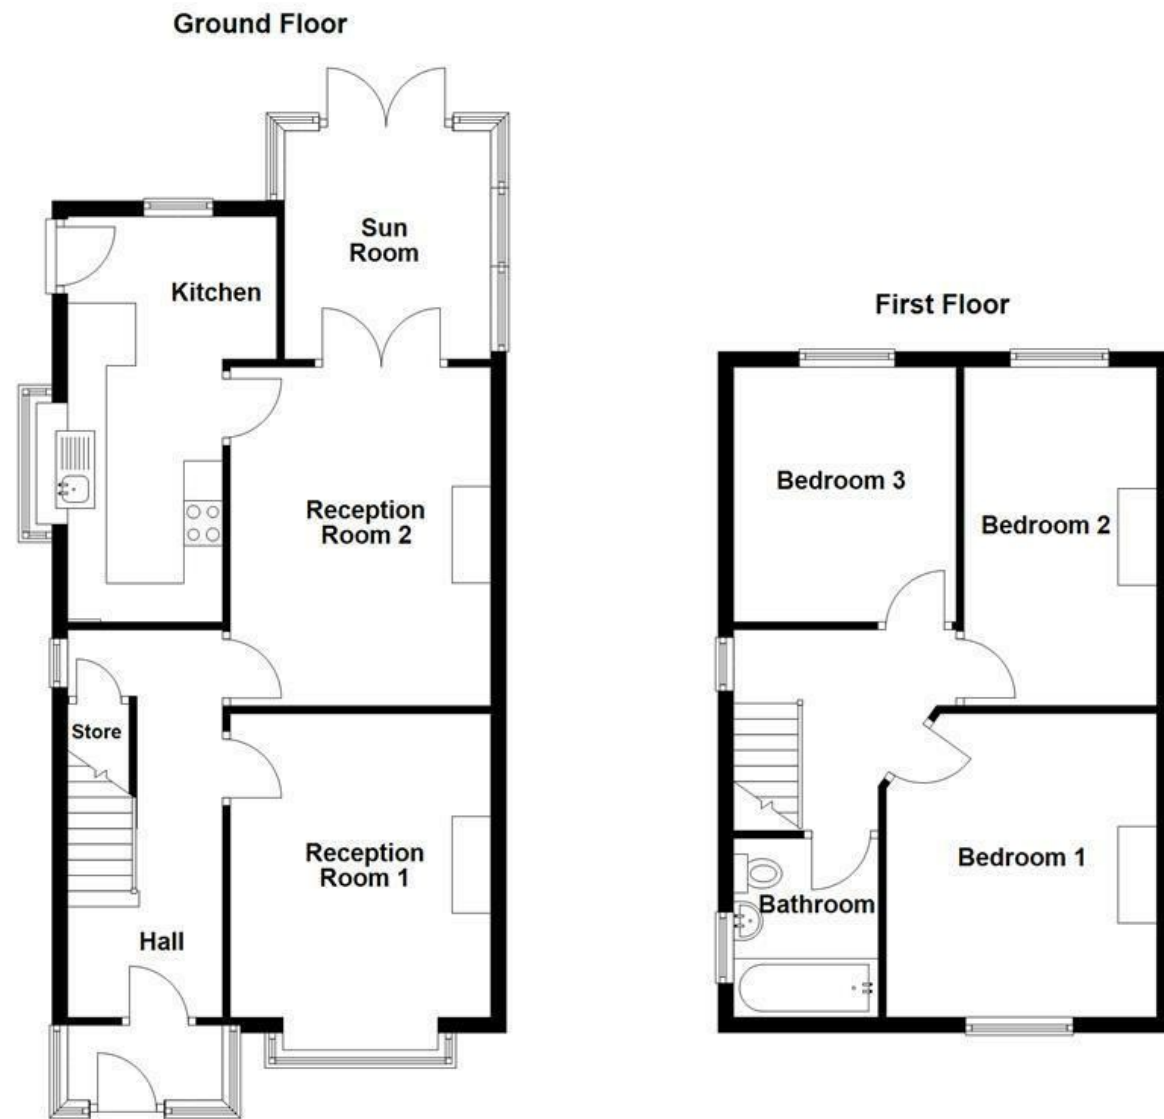 Ground Floor
Sun
Room
Kitchen
Reception
Room 2
Store
Reception
Room 1
Hall
First Floor
Bedroom 3
Bedroom 2
Bedroom 1
Bathroom